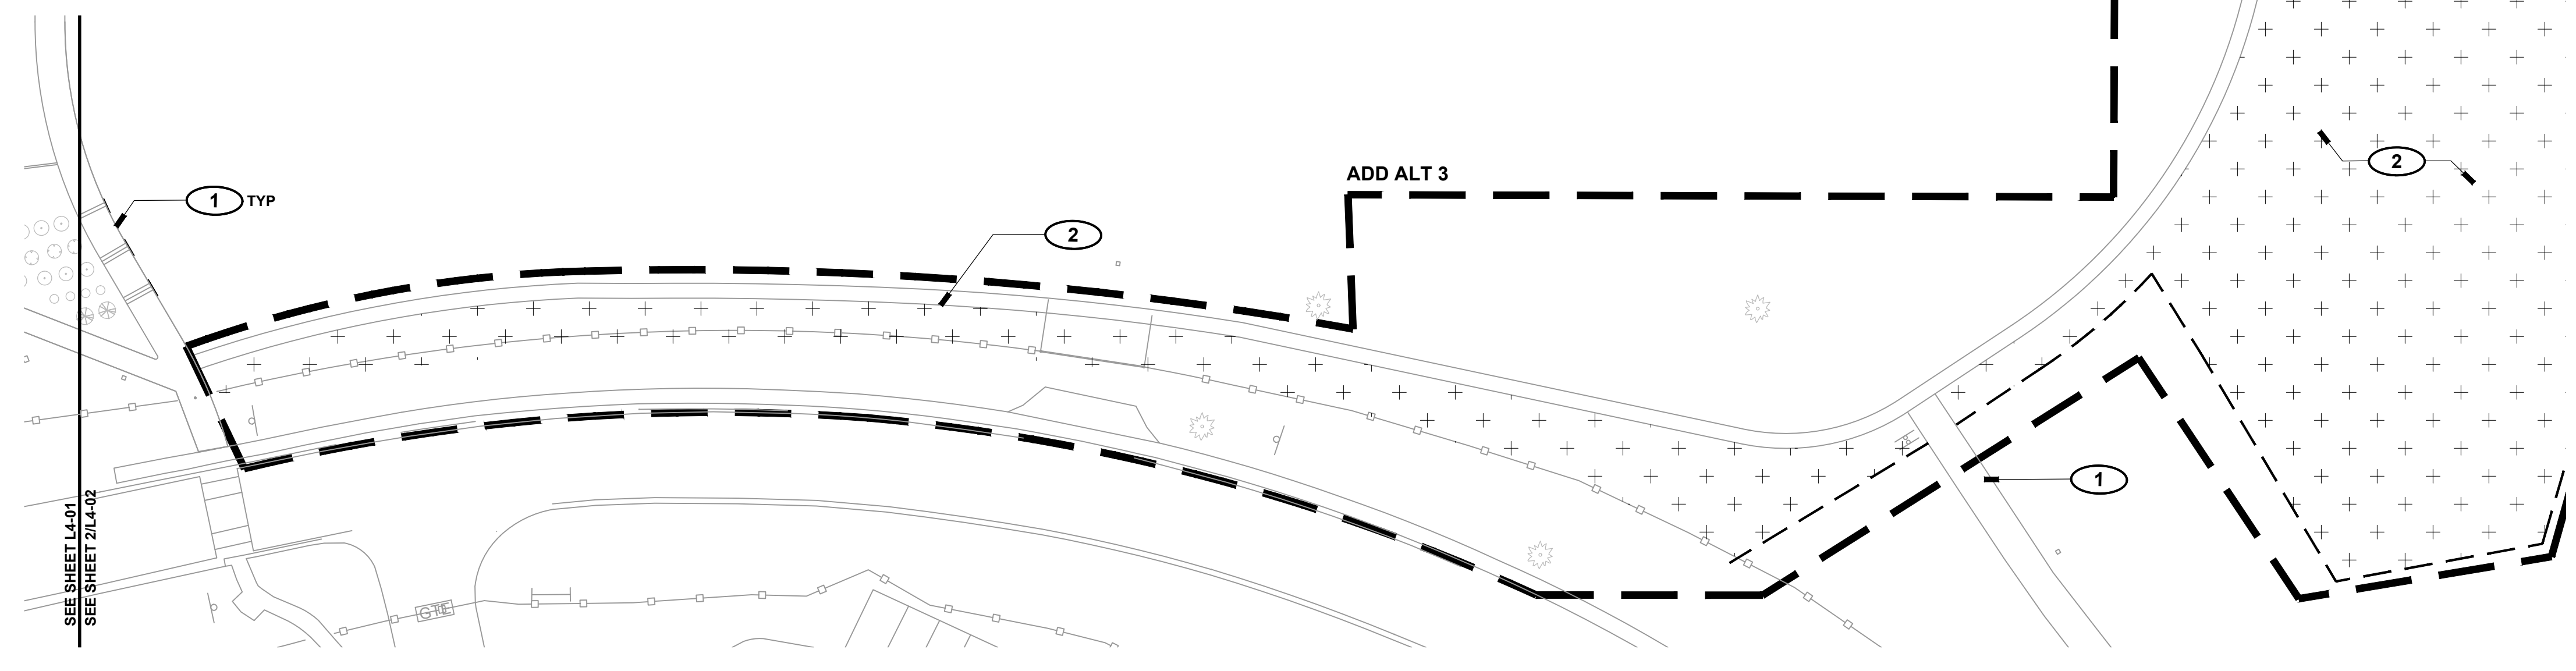 ADD ALT 3
2
1 TYP
2
1
SEE SHEET L4-01
SEE SHEET 2/L4-02